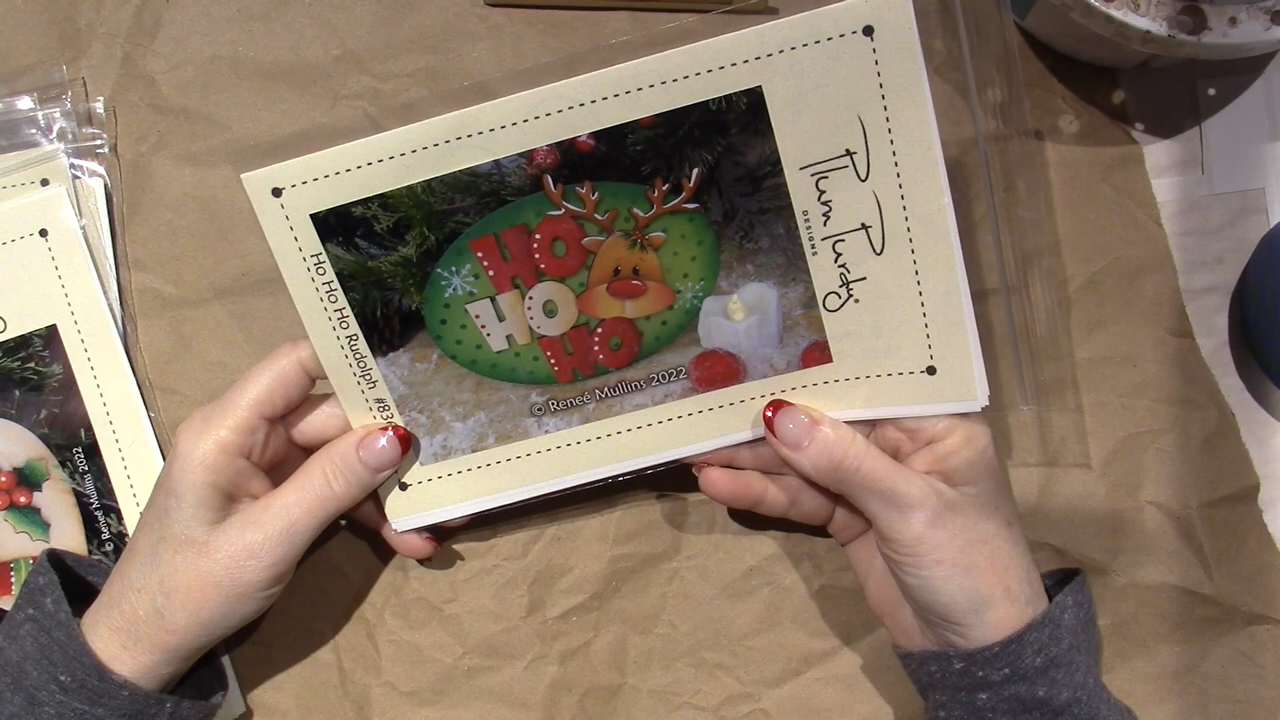 Plum Purdy
DESIGNS
HO
HO
HO
© Reneé Mullins 2022
Ho Ho Ho Rudolph #83
© Reneé Mullins 2022